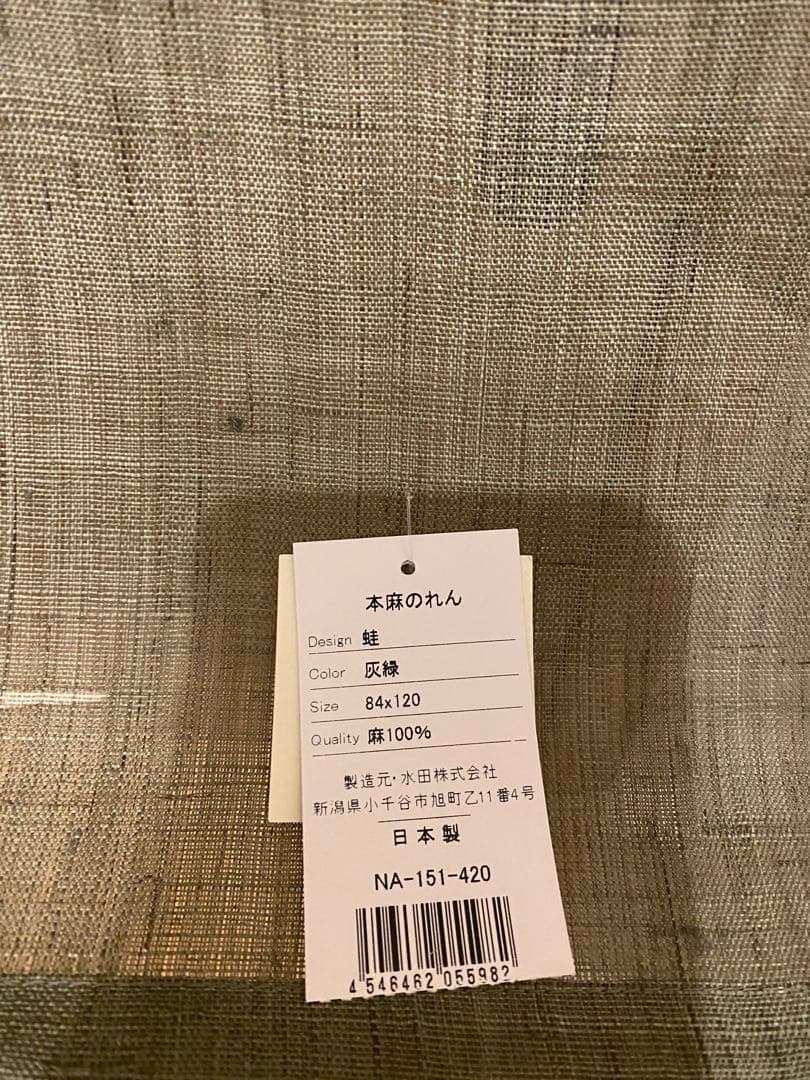 本麻のれん
Design 蛙
Color 灰緑
Size 84x120
Quality 麻100%
製造元・水田株式会社
新潟県小千谷市旭町乙11番4号
日本製
NA-151-420
4 546462 055982